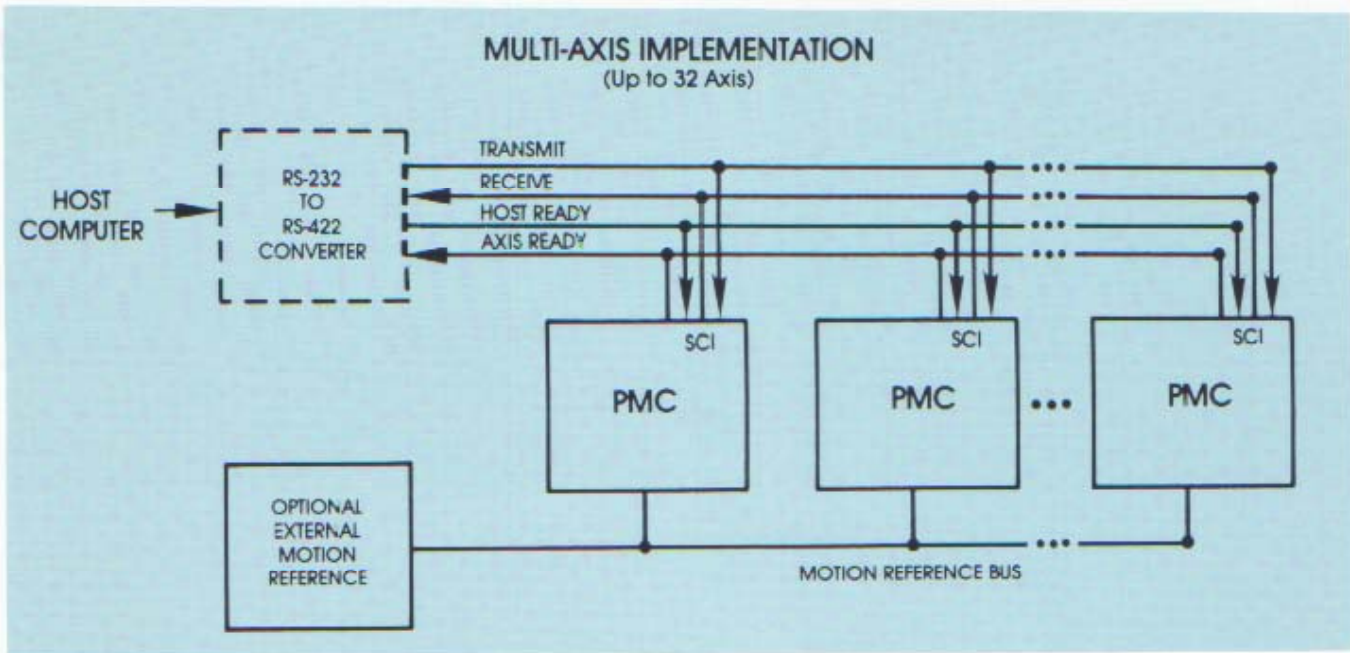 MULTI-AXIS IMPLEMENTATION
(Up to 32 Axis)
HOST
COMPUTER
RS-232
TO
RS-422
CONVERTER
TRANSMIT
RECEIVE
HOST READY
AXIS READY
SCI
PMC
SCI
PMC
SCI
PMC
OPTIONAL
EXTERNAL
MOTION
REFERENCE
MOTION REFERENCE BUS